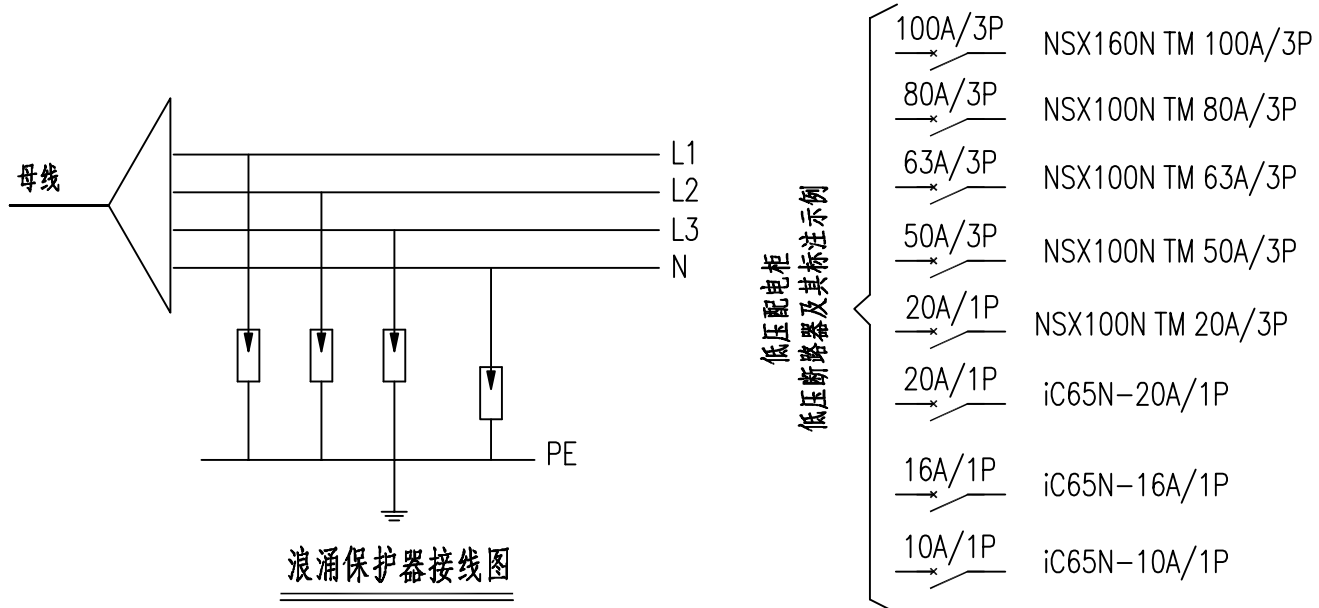 母线
L1
L2
L3
N
PE
浪涌保护器接线图
低压配电柜
低压断路器及其标注示例
100A/3P NSX160N TM 100A/3P
80A/3P NSX100N TM 80A/3P
63A/3P NSX100N TM 63A/3P
50A/3P NSX100N TM 50A/3P
20A/1P NSX100N TM 20A/3P
20A/1P iC65N-20A/1P
16A/1P iC65N-16A/1P
10A/1P iC65N-10A/1P